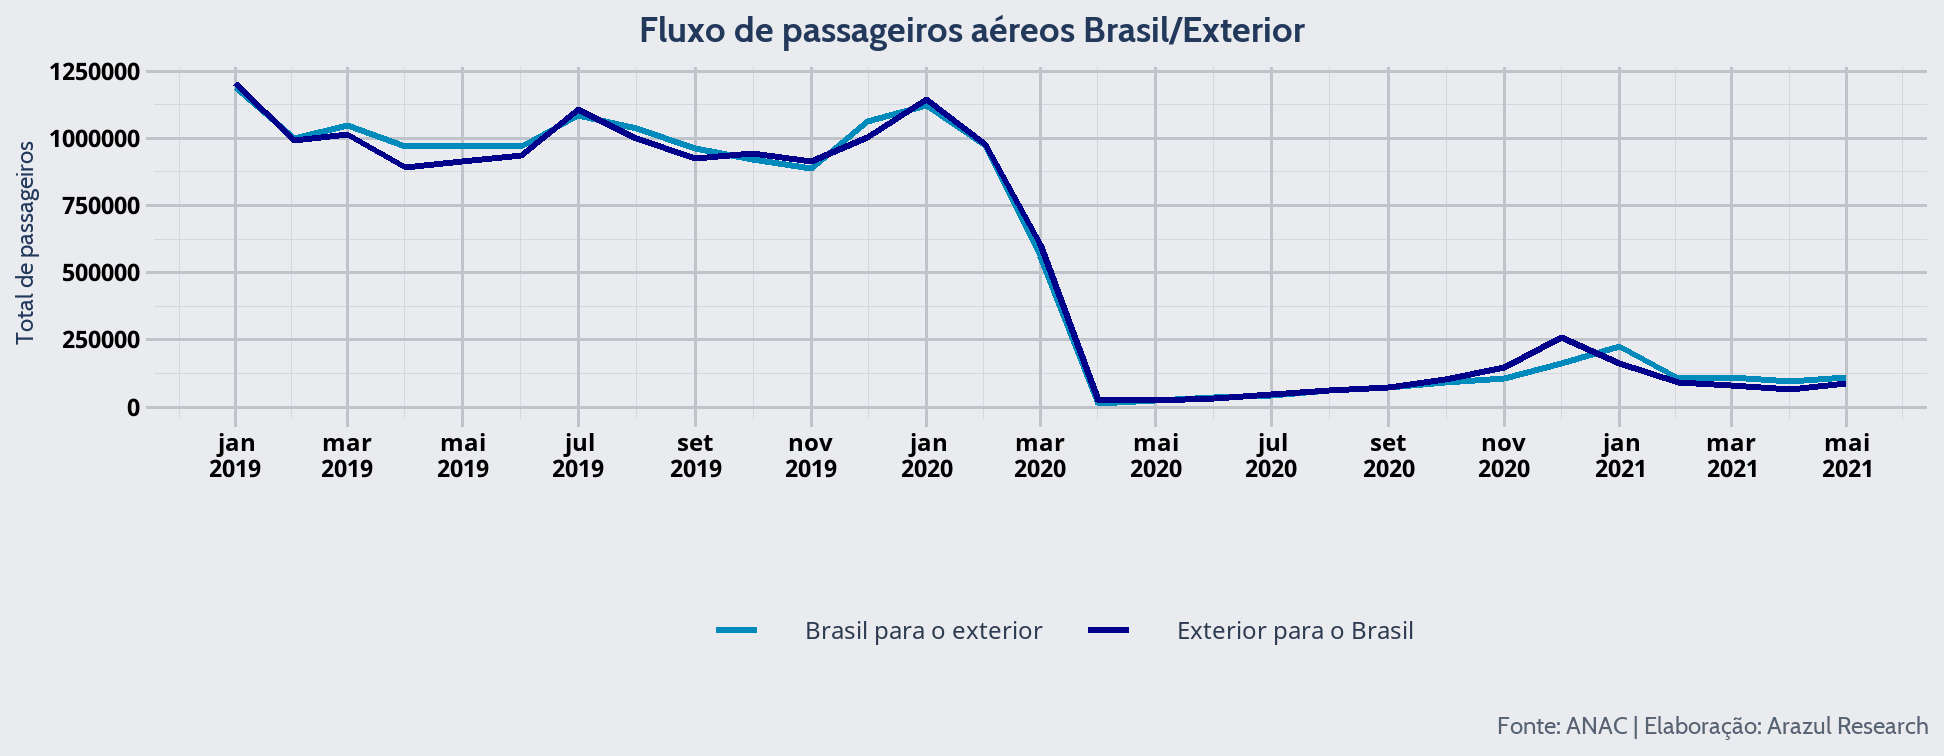 Fluxo de passageiros aéreos Brasil/Exterior
Total de passageiros
1250000
1000000
750000
500000
250000
0
jan mar mai jul set nov jan mar mai jul set nov jan mar mai
2019 2019 2019 2019 2019 2019 2020 2020 2020 2020 2020 2020 2021 2021 2021
Brasil para o exterior Exterior para o Brasil
Fonte: ANAC | Elaboração: Arazul Research